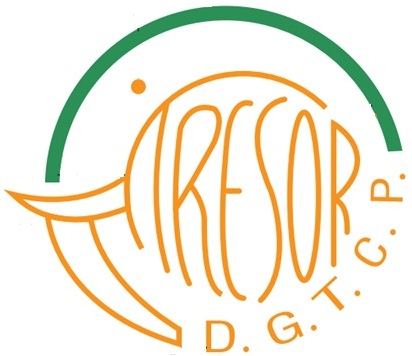 TRESOR
D. G. T. C. P.